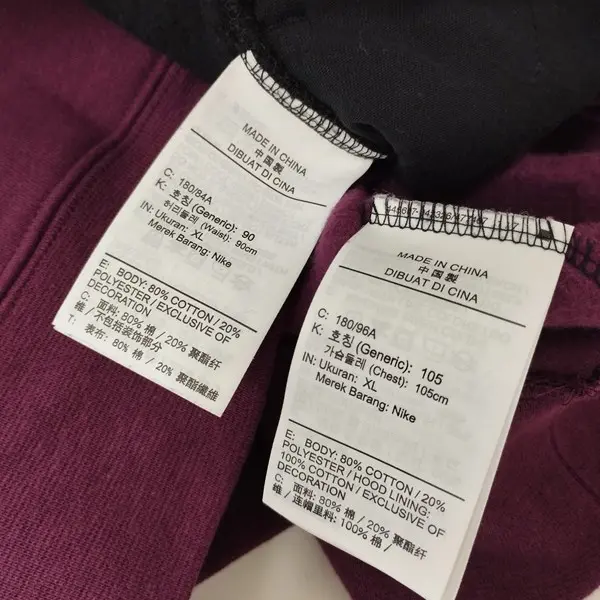 MADE IN CHINA
中国製
DIBUAT DI CINA
C: 180/84A
K: 호칭 (Generic): 90
허리둘레 (Waist): 90cm
IN: Ukuran: XL
Merek Barang: Nike
E: BODY: 80% COTTON / 20%
POLYESTER / EXCLUSIVE OF
DECORATION
C: 面料: 80% 棉 / 20% 聚酯纤
维 / 不包括装饰部分
T: 表布: 80% 棉 / 20% 聚酯纖維
MADE IN CHINA
中国製
DIBUAT DI CINA
C: 180/96A
K: 호칭 (Generic): 105
가슴둘레 (Chest): 105cm
IN: Ukuran: XL
Merek Barang: Nike
E: BODY: 80% COTTON / 20%
POLYESTER / HOOD LINING:
100% COTTON / EXCLUSIVE OF
DECORATION
C: 面料: 80% 棉 / 20% 聚酯纤
维 / 连帽里料: 100% 棉 /